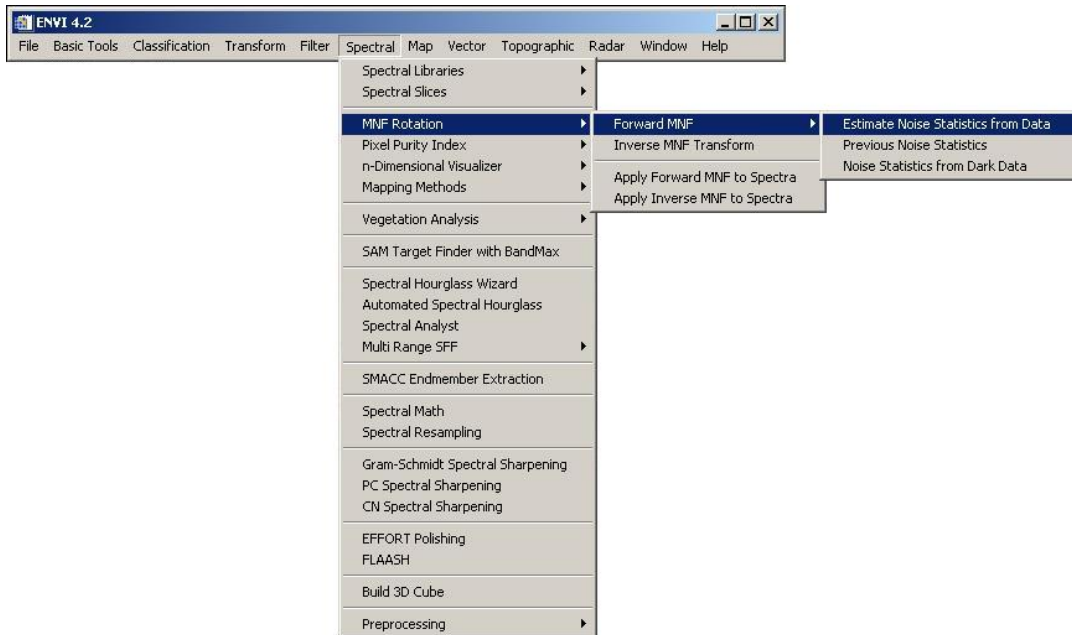 ENVI 4.2
File Basic Tools Classification Transform Filter Spectral Map Vector Topographic Radar Window Help
Spectral Libraries
Spectral Slices
MNF Rotation
Pixel Purity Index
n-Dimensional Visualizer
Mapping Methods
Vegetation Analysis
SAM Target Finder with BandMax
Spectral Hourglass Wizard
Automated Spectral Hourglass
Spectral Analyst
Multi Range SFF
SMACC Endmember Extraction
Spectral Math
Spectral Resampling
Gram-Schmidt Spectral Sharpening
PC Spectral Sharpening
CN Spectral Sharpening
EFFORT Polishing
FLAASH
Build 3D Cube
Preprocessing
Forward MNF
Inverse MNF Transform
Apply Forward MNF to Spectra
Apply Inverse MNF to Spectra
Estimate Noise Statistics from Data
Previous Noise Statistics
Noise Statistics from Dark Data